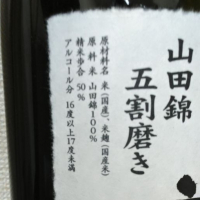 山田錦
五割磨き
原材料名 米(国産)、米麹(国産米)
原料米 山田錦100%
精米歩合 50%
アルコール分 16度以上17度未満